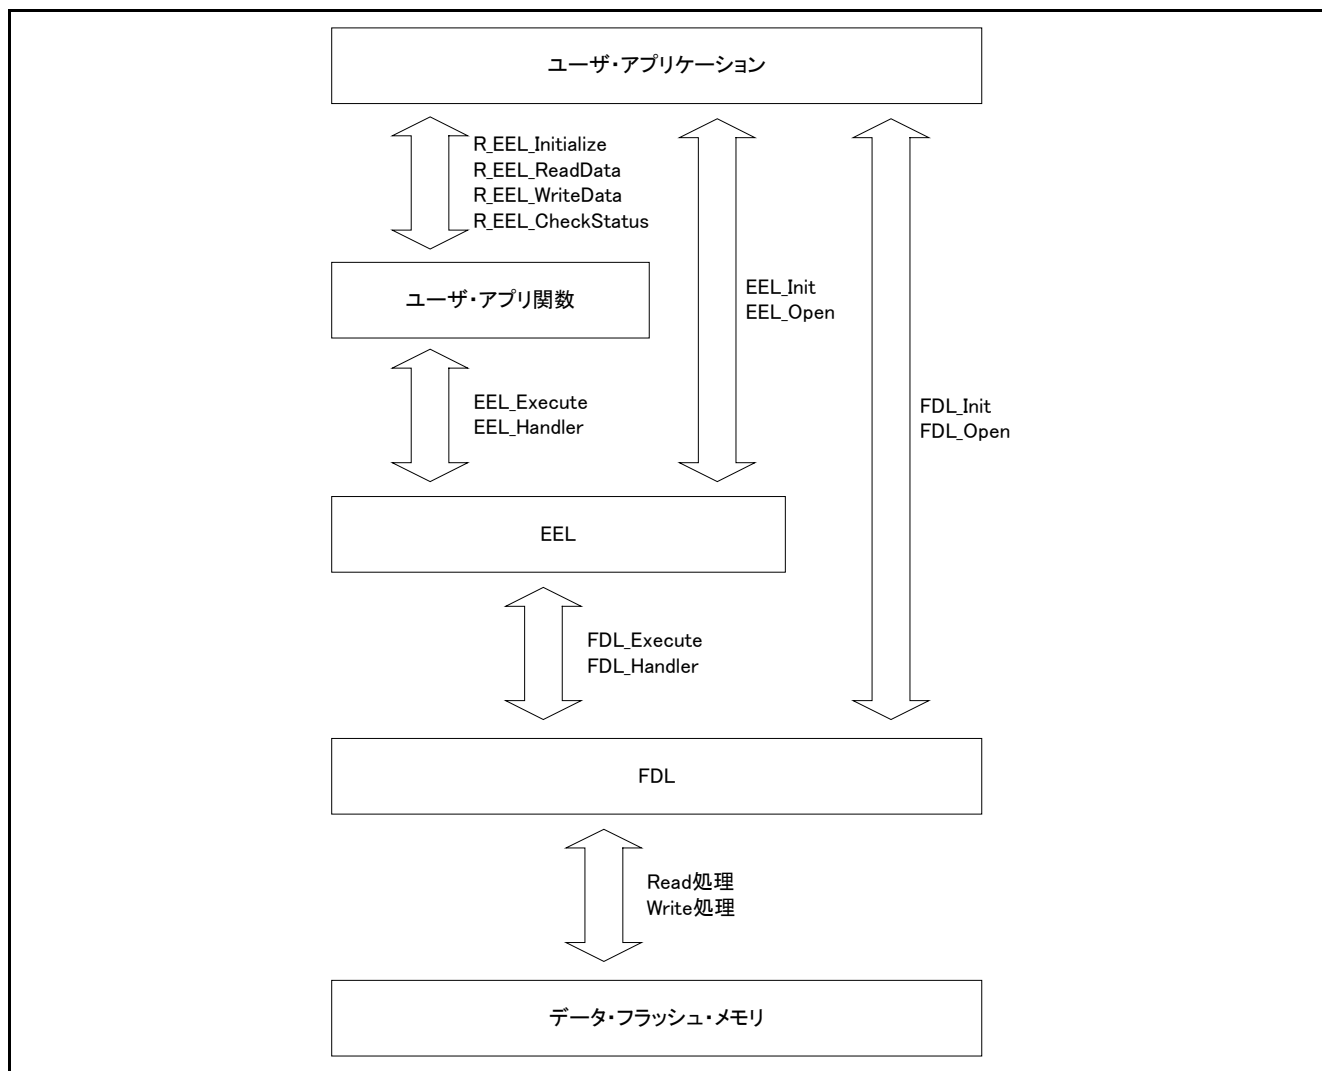 ユーザ・アプリケーション
R_EEL_Initialize
R_EEL_ReadData
R_EEL_WriteData
R_EEL_CheckStatus
ユーザ・アプリ関数
EEL_Init
EEL_Open
EEL_Execute
EEL_Handler
FDL_Init
FDL_Open
EEL
FDL_Execute
FDL_Handler
FDL
Read処理
Write処理
データ・フラッシュ・メモリ